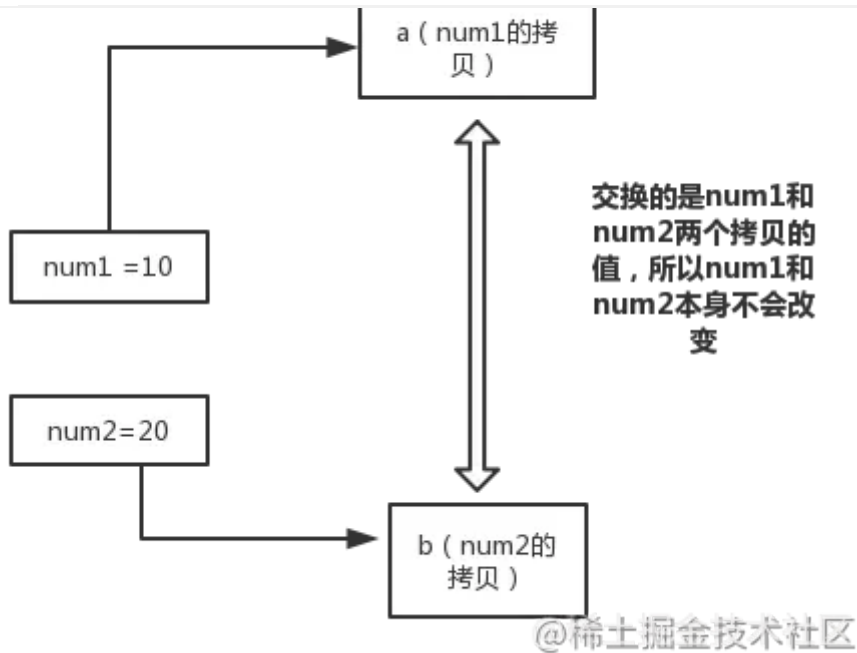 a（num1的拷
贝）
交换的是num1和
num2两个拷贝的
值，所以num1和
num2本身不会改
变
num1 =10
num2=20
b（num2的
拷贝）
@稀土掘金技术社区